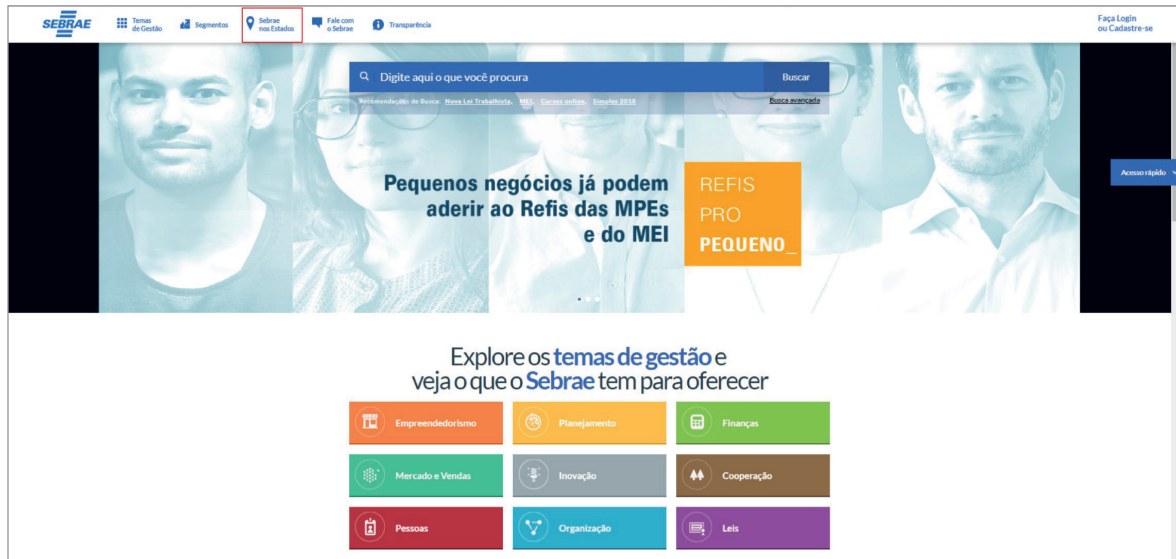 SEBRAE
Temas
de Gestão
Segmentos
Sebrae
nos Estados
Fale com
o Sebrae
Transparência
Faça Login
ou Cadastre-se
Digite aqui o que você procura
Buscar
Recomendações de Busca: Nova Lei Trabalhista, MEI, Cursos online, Simples 2018
Busca avançada
Acesso rápido
Pequenos negócios já podem
aderir ao Refis das MPEs
e do MEI
REFIS
PRO
PEQUENO_
Explore os temas de gestão e
veja o que o Sebrae tem para oferecer
Empreendedorismo
Planejamento
Finanças
Mercado e Vendas
Inovação
Cooperação
Pessoas
Organização
Leis